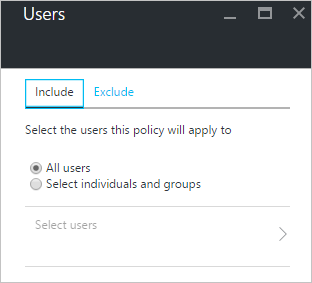 Users
Include Exclude
Select the users this policy will apply to
All users
Select individuals and groups
Select users